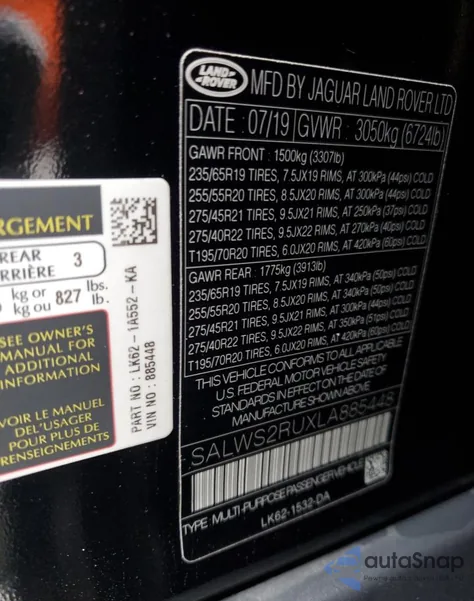 LAND ROVER
MFD BY JAGUAR LAND ROVER LTD
DATE : 07/19 GVWR : 3050kg (6724lb)
GAWR FRONT : 1500kg (3307lb)
235/65R19 TIRES, 7.5JX19 RIMS, AT 300kPa (44psi) COLD
255/55R20 TIRES, 8.5JX20 RIMS, AT 300kPa (44psi) COLD
275/45R21 TIRES, 9.5JX21 RIMS, AT 250kPa (37psi) COLD
275/40R22 TIRES, 9.5JX22 RIMS, AT 270kPa (40psi) COLD
T195/70R20 TIRES, 6.0JX20 RIMS, AT 420kPa (60psi) COLD
GAWR REAR : 1775kg (3913lb)
235/65R19 TIRES, 7.5JX19 RIMS, AT 340kPa (50psi) COLD
255/55R20 TIRES, 8.5JX20 RIMS, AT 340kPa (50psi) COLD
275/45R21 TIRES, 9.5JX21 RIMS, AT 300kPa (44psi) COLD
275/40R22 TIRES, 9.5JX22 RIMS, AT 350kPa (51psi) COLD
T195/70R20 TIRES, 6.0JX20 RIMS, AT 420kPa (60psi) COLD
THIS VEHICLE CONFORMS TO ALL APPLICABLE
U.S. FEDERAL MOTOR VEHICLE SAFETY
STANDARDS IN EFFECT ON THE DATE OF
MANUFACTURE SHOWN ABOVE.
SALWS2RUXLA885448
TYPE: MULTI-PURPOSE PASSENGER VEHICLE
LK62-1532-DA
RGEMENT
REAR
RRIÈRE 3
kg or lbs.
kg ou 827 lb.
SEE OWNER'S
MANUAL FOR
ADDITIONAL
INFORMATION
VOIR LE MANUEL
DEL'USAGER
POUR PLUS DE
RENSEIGNEMENTS
PART NO : LK62-1A552-KA
VIN NO : 885448
autoSnap